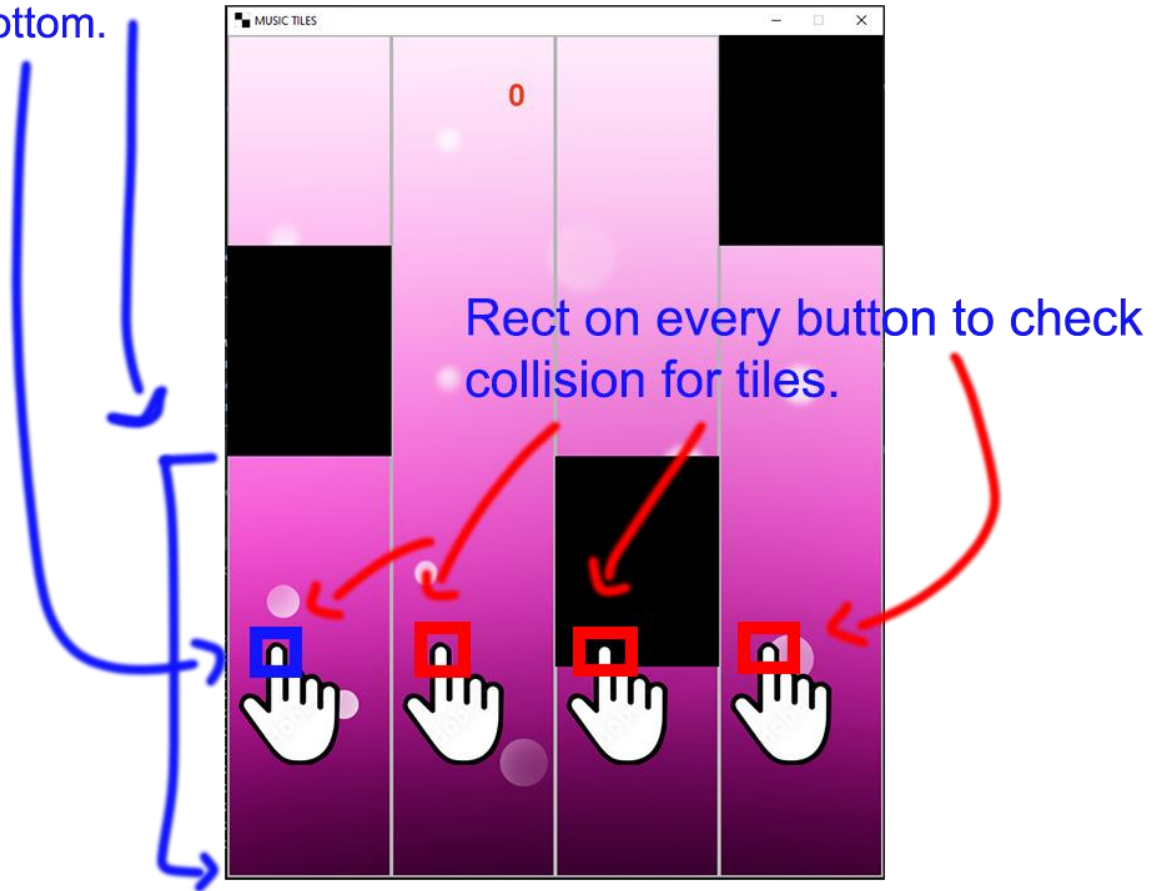 ottom.
MUSIC TILES
0
Rect on every button to check
collision for tiles.